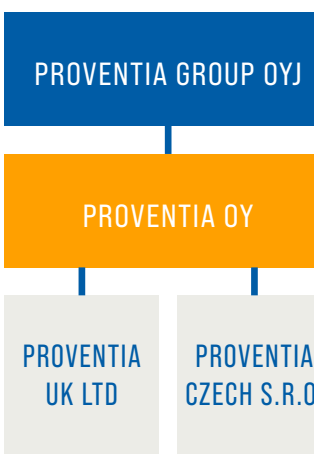 PROVENTIA GROUP OYJ
PROVENTIA OY
PROVENTIA
UK LTD
PROVENTIA
CZECH S.R.O